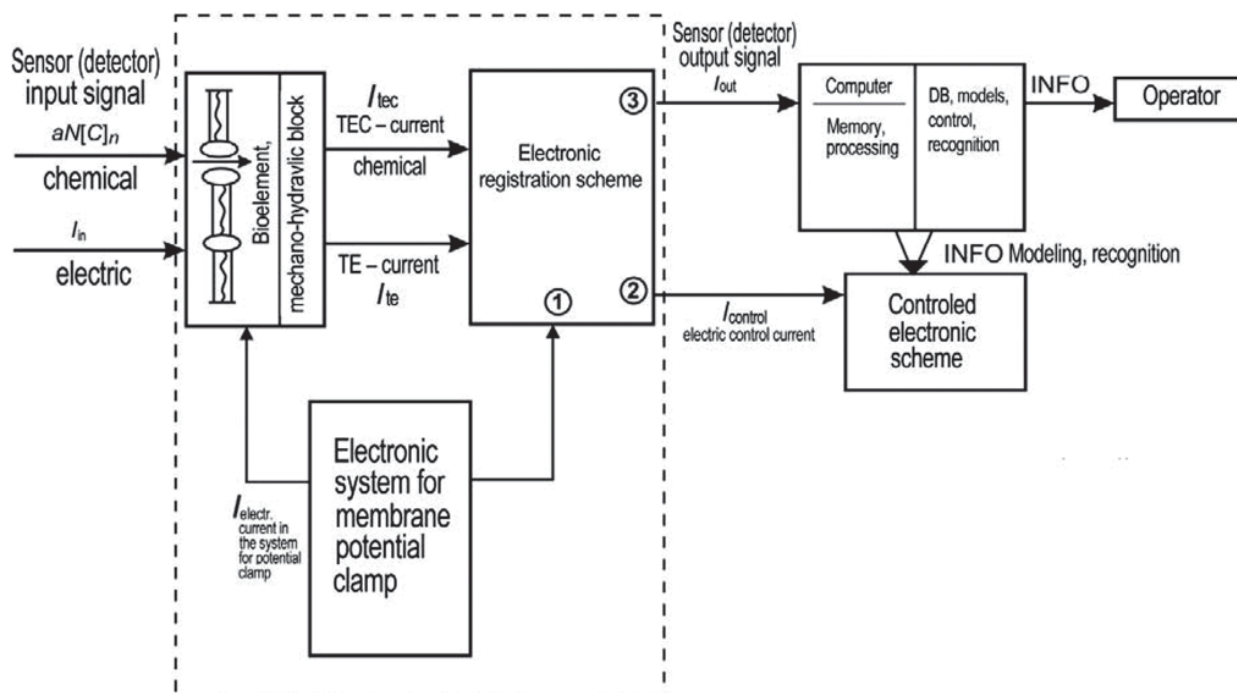 Sensor (detector)
input signal
aN[C]n
chemical
Iin
electric
Bioelement,
mechano-hydravlic block
Itec
TEC – current
chemical
TE – current
Ite
Electronic
registration scheme
1
2
3
Electronic
system for
membrane
potential
clamp
Ielectr.
current in
the system
for potential
clamp
Sensor (detector)
output signal
Iout
Computer
Memory,
processing
DB, models,
control,
recognition
INFO
Operator
INFO Modeling, recognition
Icontrol
electric control current
Controled
electronic
scheme